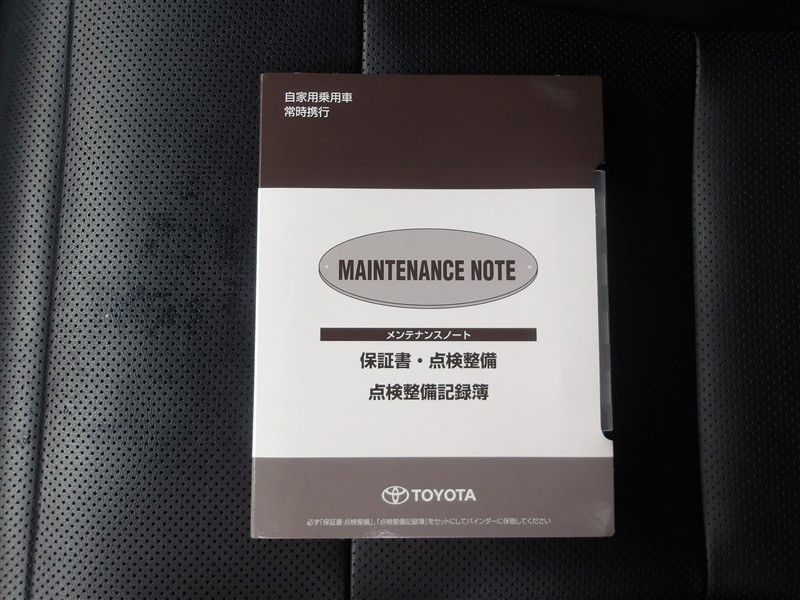 自家用乗用車
常時携行
MAINTENANCE NOTE
メンテナンスノート
保証書・点検整備
点検整備記録簿
TOYOTA
必ず「保証書・点検整備」、「点検整備記録簿」をセットにしてバインダーに保管してください